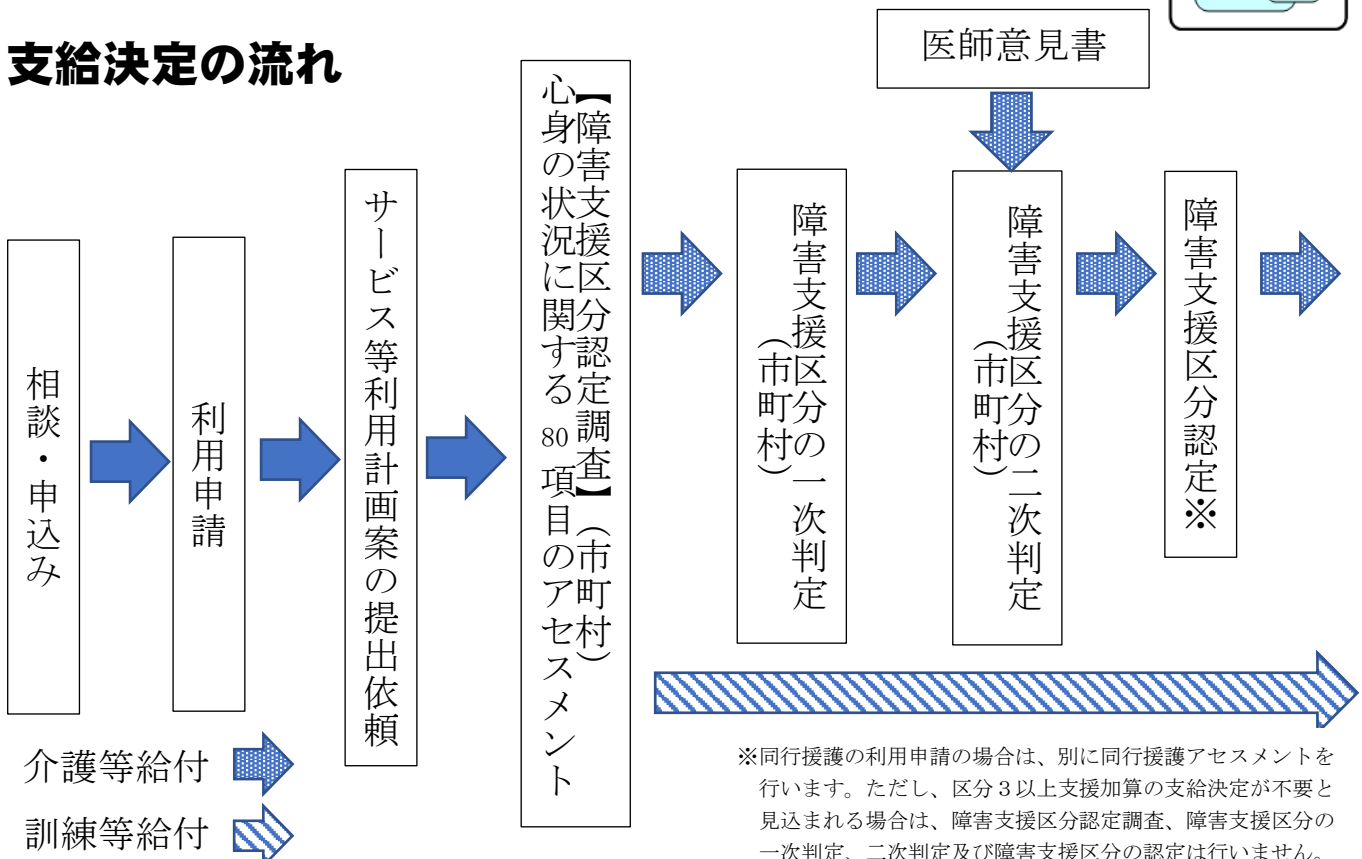 支給決定の流れ
医師意見書
相談・申込み
利用申請
サービス等利用計画案の提出依頼
心身の状況に関する80項目のアセスメント
【障害支援区分認定調査】（市町村）
障害支援区分の一次判定
（市町村）
障害支援区分の二次判定
（市町村）
障害支援区分認定※
介護等給付
訓練等給付
※同行援護の利用申請の場合は、別に同行援護アセスメントを
行います。ただし、区分３以上支援加算の支給決定が不要と
見込まれる場合は、障害支援区分認定調査、障害支援区分の
一次判定、二次判定及び障害支援区分の認定は行いません。